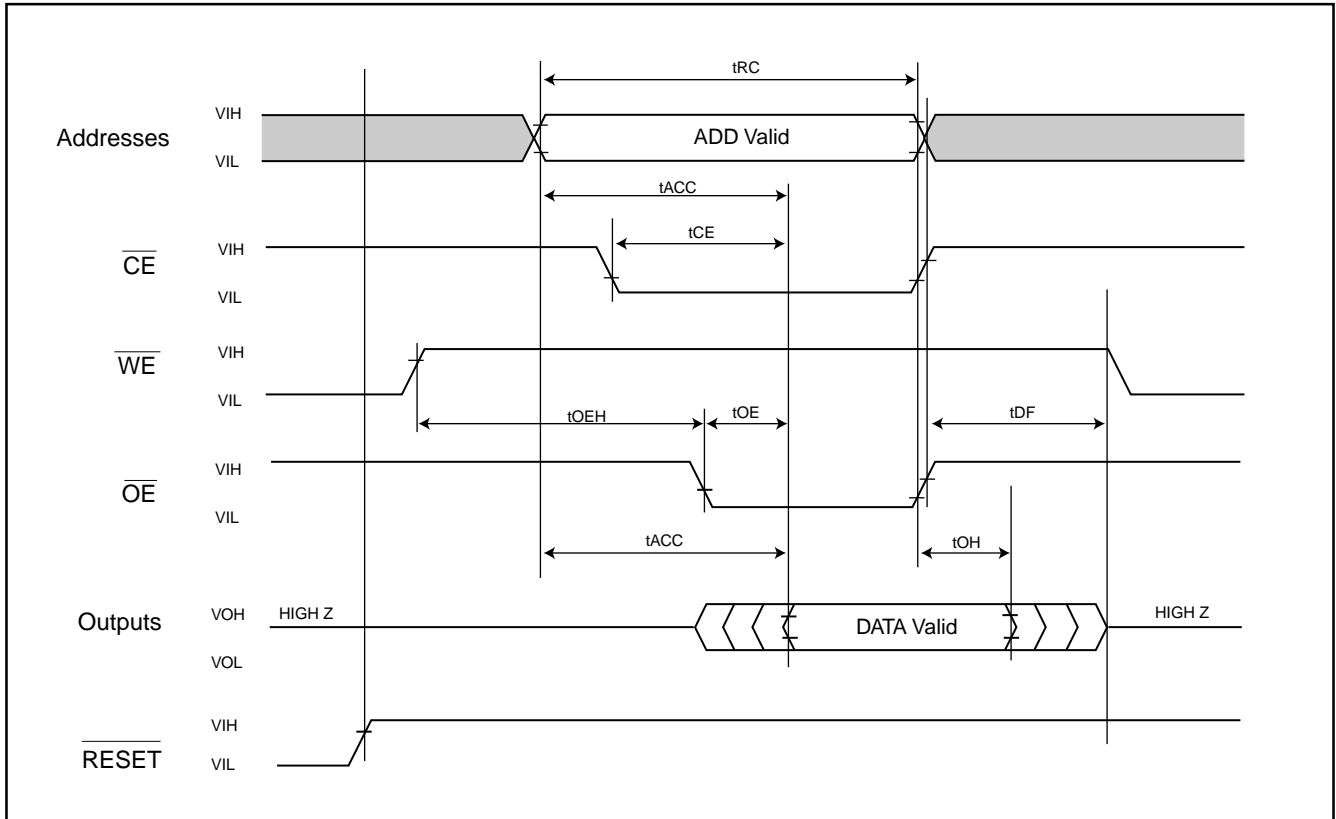 tRC
VIH
Addresses
ADD Valid
VIL
tACC
tCE
VIH
CE
VIL
VIH
WE
VIL
tOEH
tOE
tDF
VIH
OE
VIL
tACC
tOH
VOH
HIGH Z
Outputs
DATA Valid
HIGH Z
VOL
VIH
RESET
VIL